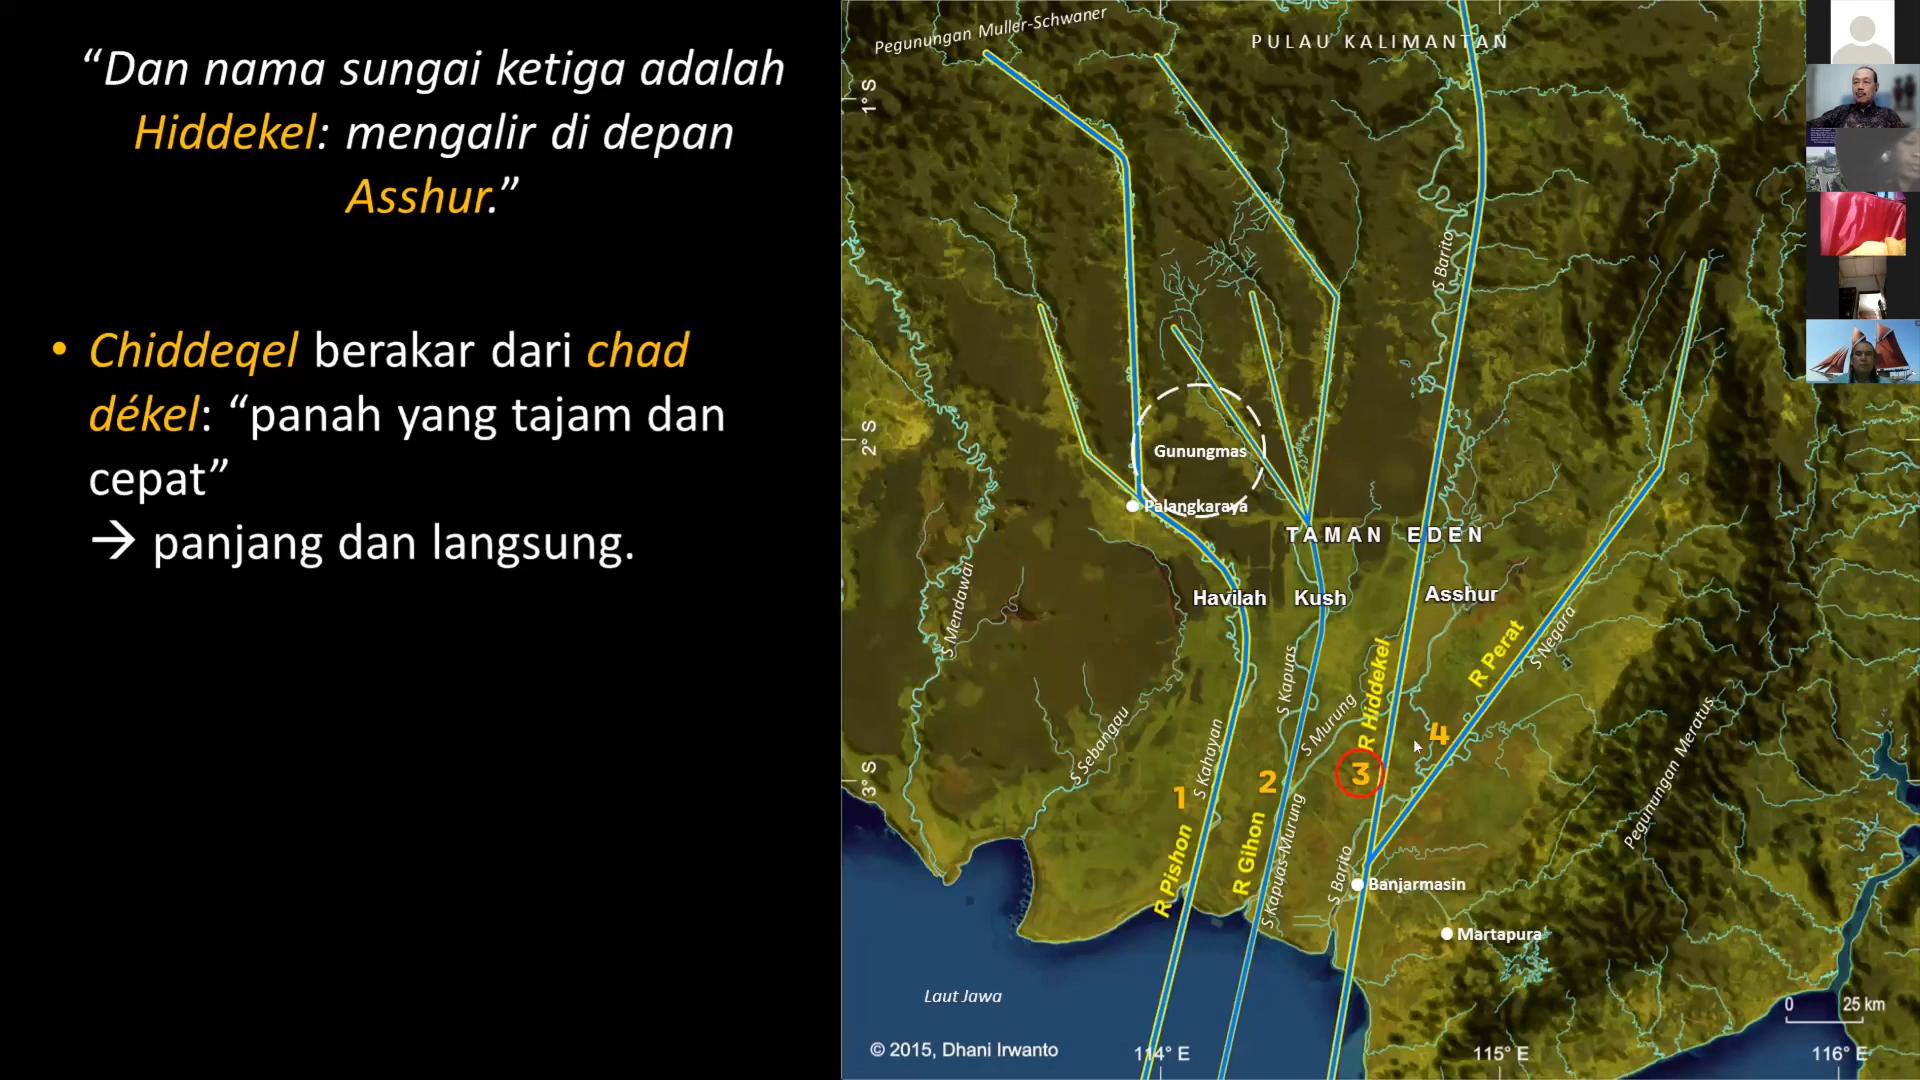 “Dan nama sungai ketiga adalah
Hiddekel: mengalir di depan
Asshur.”
• Chiddeqel berakar dari chad
dékel: “panah yang tajam dan
cepat”
→ panjang dan langsung.
Pegunungan Muller-Schwaner
PULAU KALIMANTAN
1° S
S Barito
2° S
Gunungmas
Palangkaraya
TAMAN EDEN
S Mendawai
Havilah
Kush
Asshur
R Perat
S Negara
S Kapuas
S Murung
R Hiddekel
S Sebangau
S Kahayan
Pegunungan Meratus
4
3
3° S
2
1
R Pishon
R Gihon
S Kapuas-Murung
S Barito
Banjarmasin
Martapura
Laut Jawa
0 25 km
© 2015, Dhani Irwanto
114° E
115° E
116° E